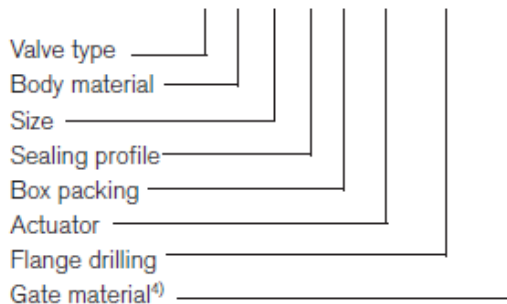 Valve type
Body material
Size
Sealing profile
Box packing
Actuator
Flange drilling
Gate material⁴⁾